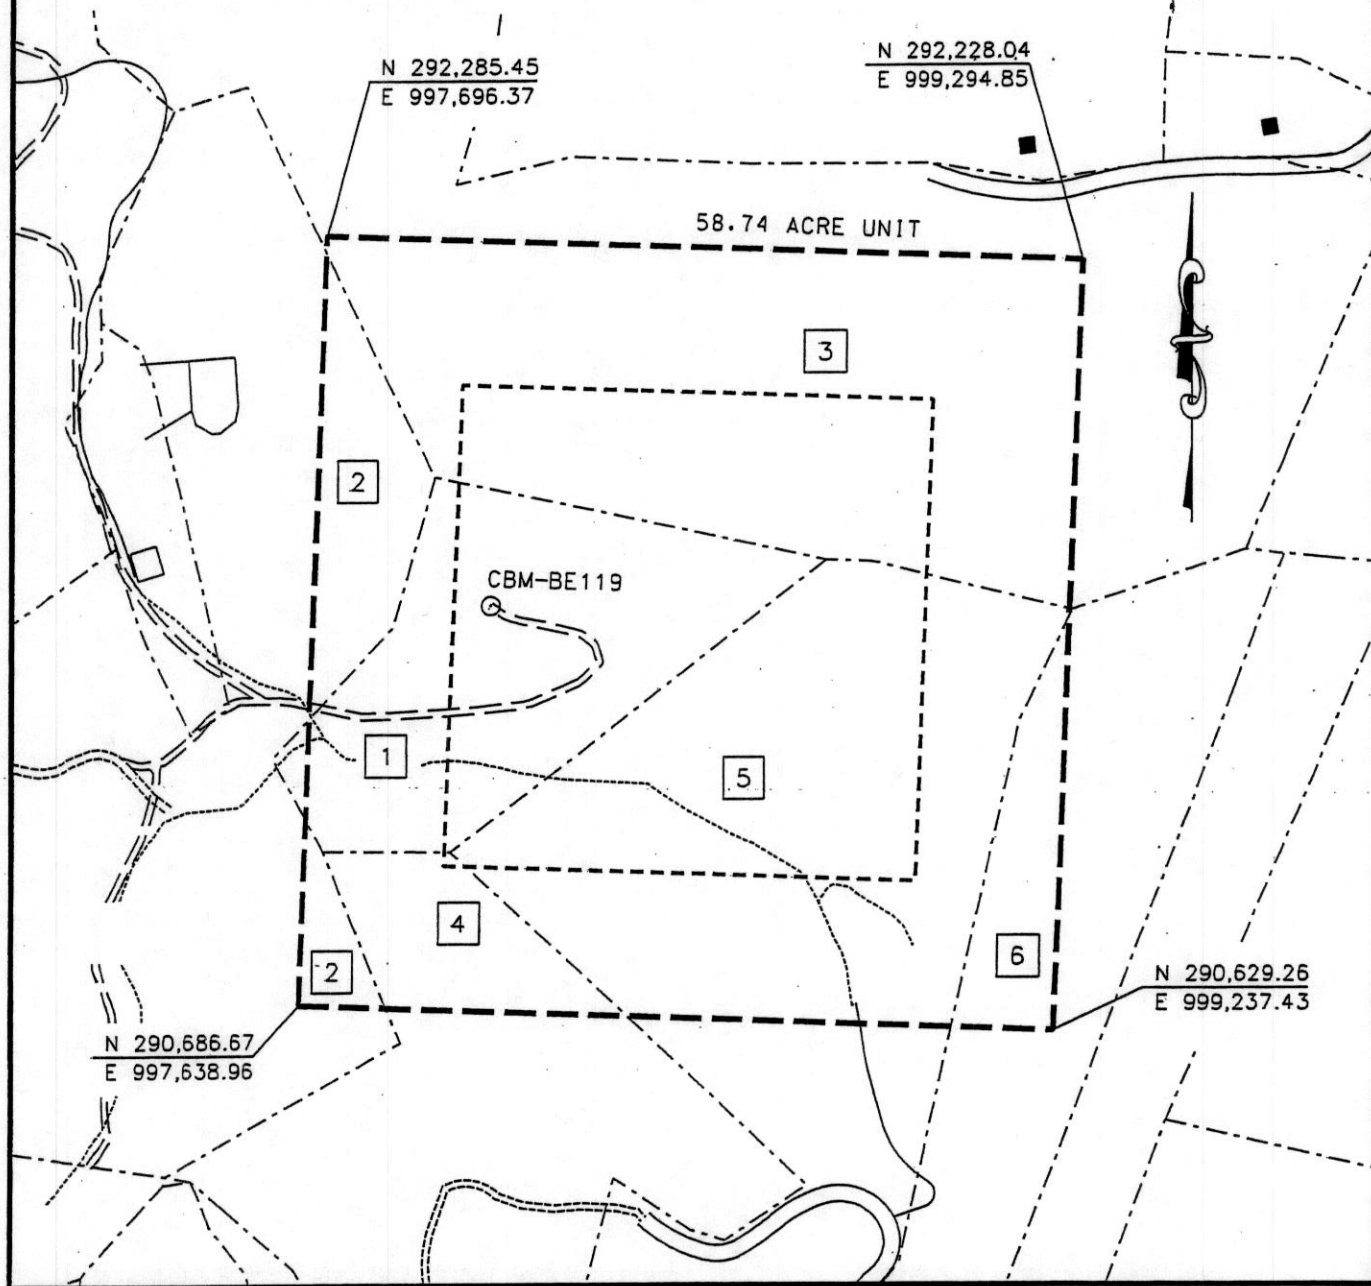 N 292,285.45
E 997,696.37
N 292,228.04
E 999,294.85
58.74 ACRE UNIT
3
2
CBM-BE119
1
5
4
2
6
N 290,629.26
E 999,237.43
N 290,686.67
E 997,638.96